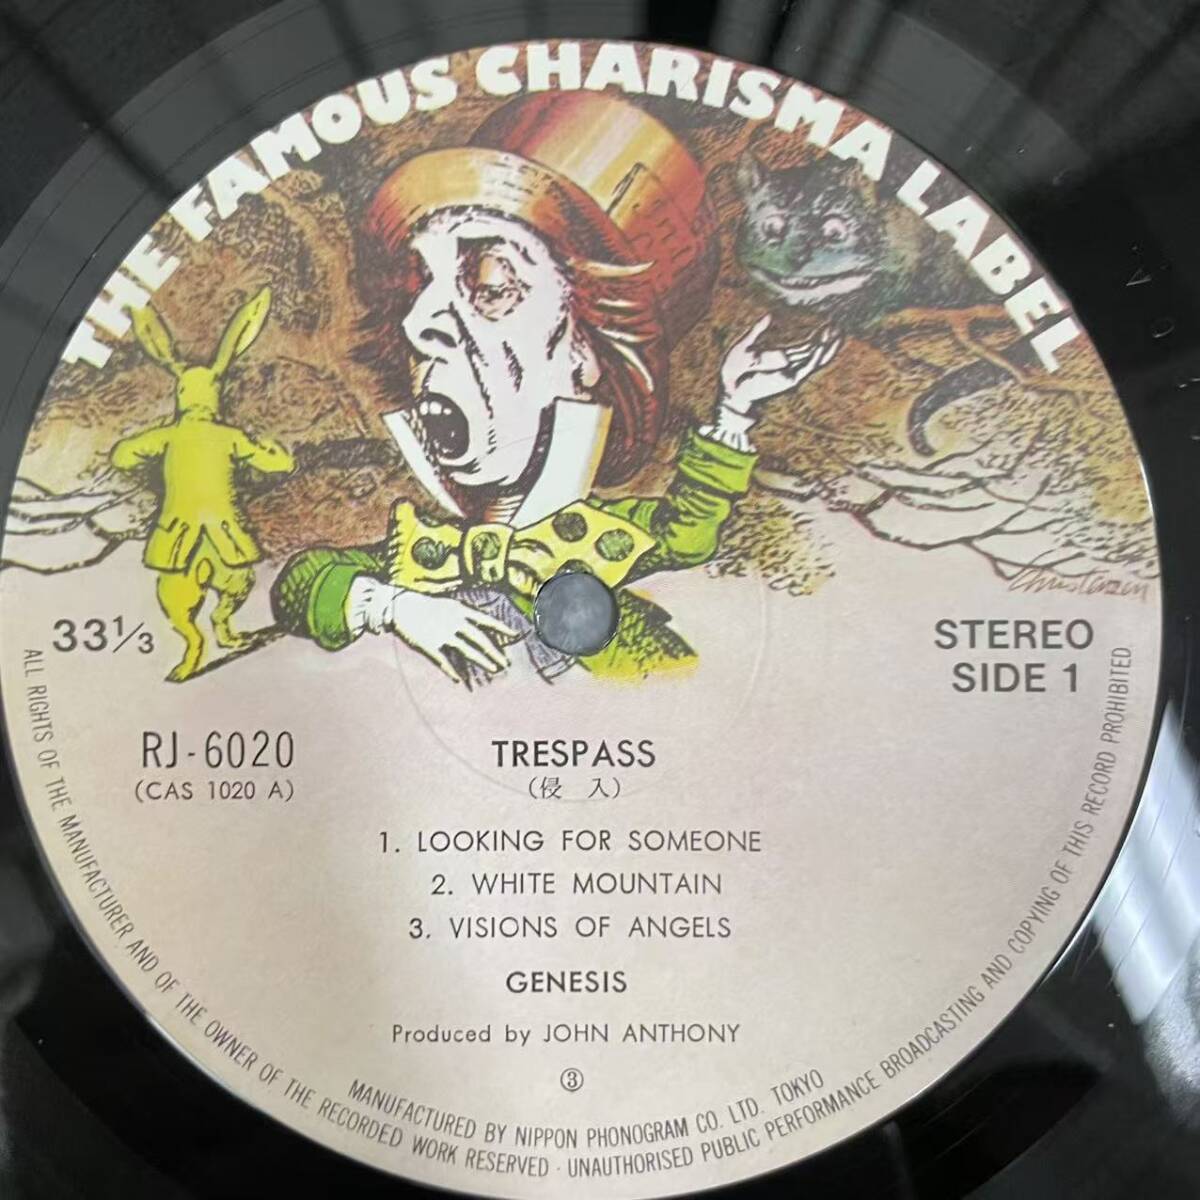 THE FAMOUS CHARISMA LABEL
Christensen
33⅓
STEREO
SIDE 1
RJ-6020
(CAS 1020 A)
TRESPASS
(侵 入)
1. LOOKING FOR SOMEONE
2. WHITE MOUNTAIN
3. VISIONS OF ANGELS
GENESIS
Produced by JOHN ANTHONY
③
MANUFACTURED BY NIPPON PHONOGRAM CO. LTD. TOKYO
ALL RIGHTS OF THE MANUFACTURER AND OF THE OWNER OF THE RECORDED WORK RESERVED · UNAUTHORISED PUBLIC PERFORMANCE BROADCASTING AND COPYING OF THIS RECORD PROHIBITED